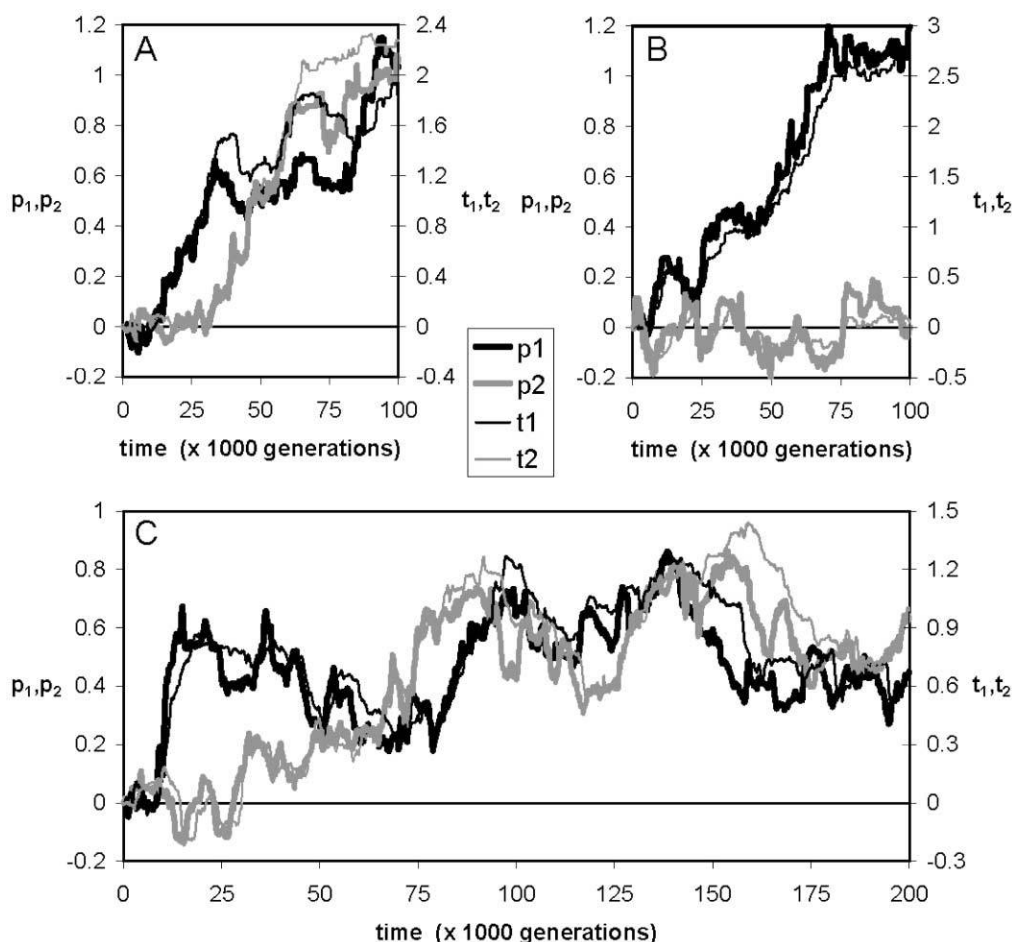 A
1.2
1
0.8
0.6
0.4
0.2
0
-0.2
p₁,p₂
2.4
2
1.6
1.2
0.8
0.4
0
-0.4
t₁,t₂
0 25 50 75 100
time (x 1000 generations)
B
1.2
1
0.8
0.6
0.4
0.2
0
-0.2
p₁,p₂
3
2.5
2
1.5
1
0.5
0
-0.5
t₁,t₂
0 25 50 75 100
time (x 1000 generations)
p1
p2
t1
t2
C
1
0.8
0.6
0.4
0.2
0
-0.2
p₁,p₂
1.5
1.2
0.9
0.6
0.3
0
-0.3
t₁,t₂
0 25 50 75 100 125 150 175 200
time (x 1000 generations)